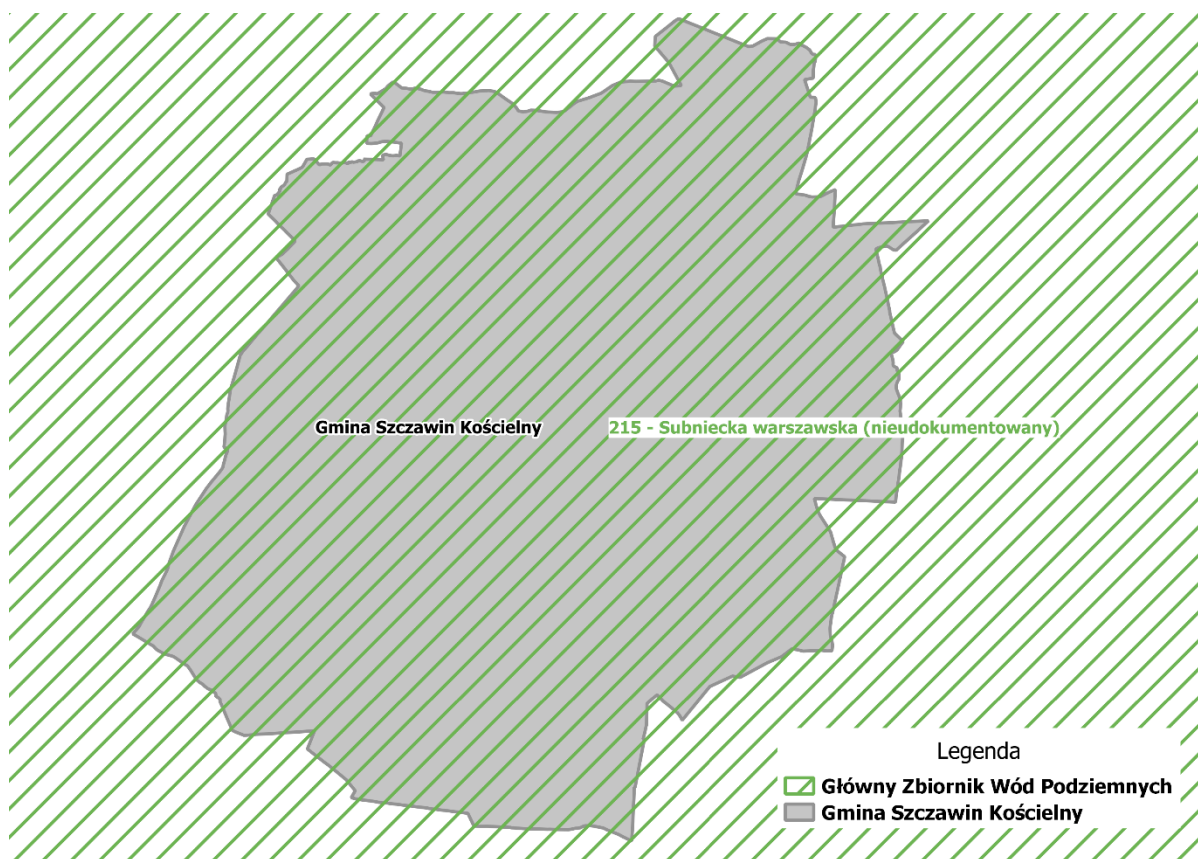 Gmina Szczawin Kościelny
215 - Subniecka warszawska (nieudokumentowany)
Legenda
Główny Zbiornik Wód Podziemnych
Gmina Szczawin Kościelny